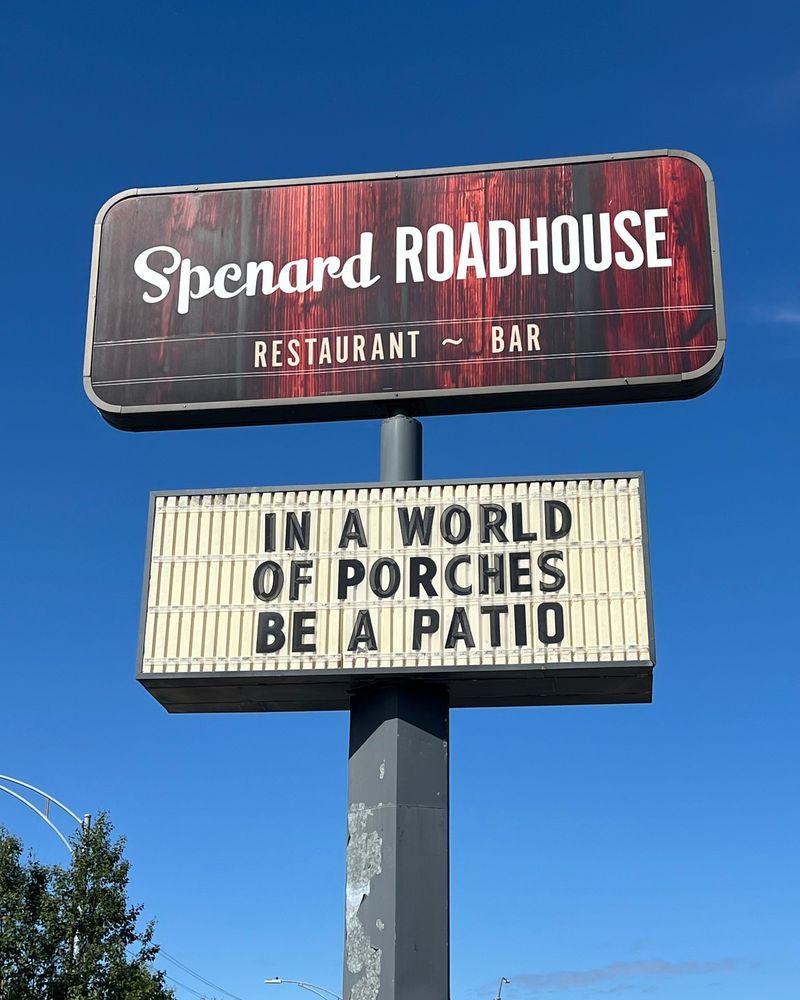 Spenard ROADHOUSE
RESTAURANT ~ BAR
IN A WORLD
OF PORCHES
BE A PATIO